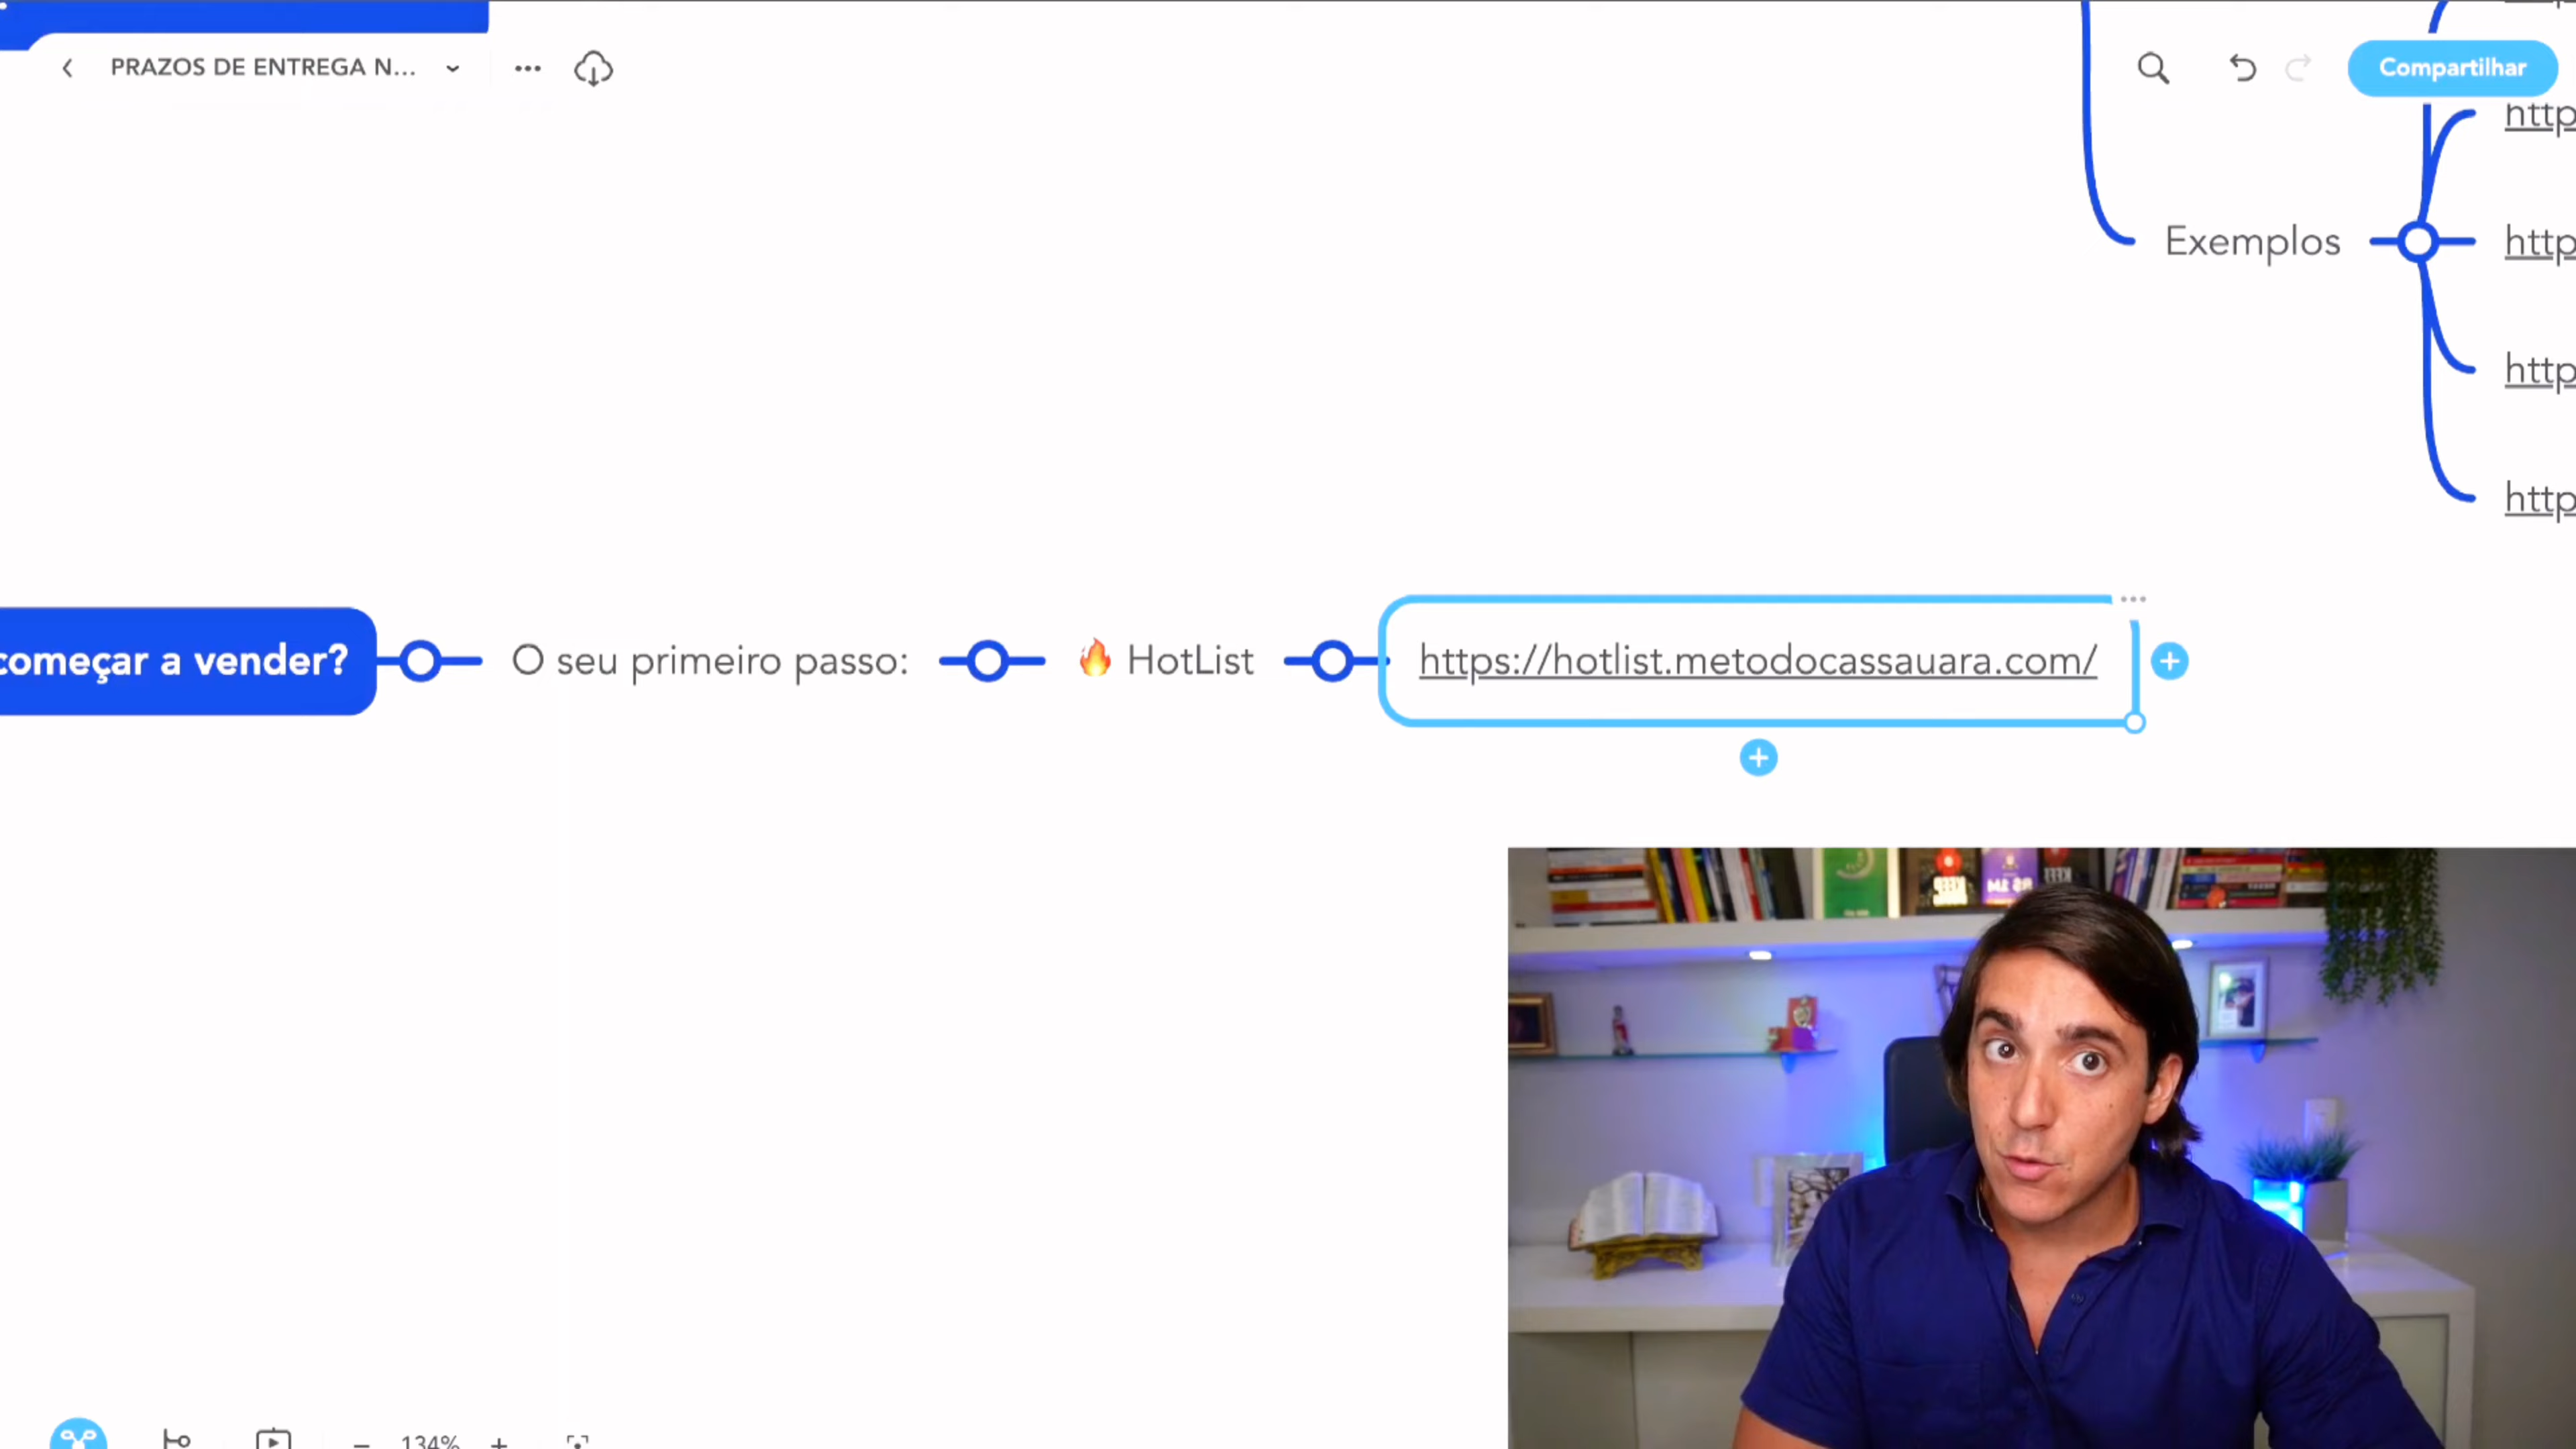 PRAZOS DE ENTREGA N...
Compartilhar
http
Exemplos
http
http
http
começar a vender?
O seu primeiro passo:
🔥 HotList
https://hotlist.metodocassauara.com/
134%